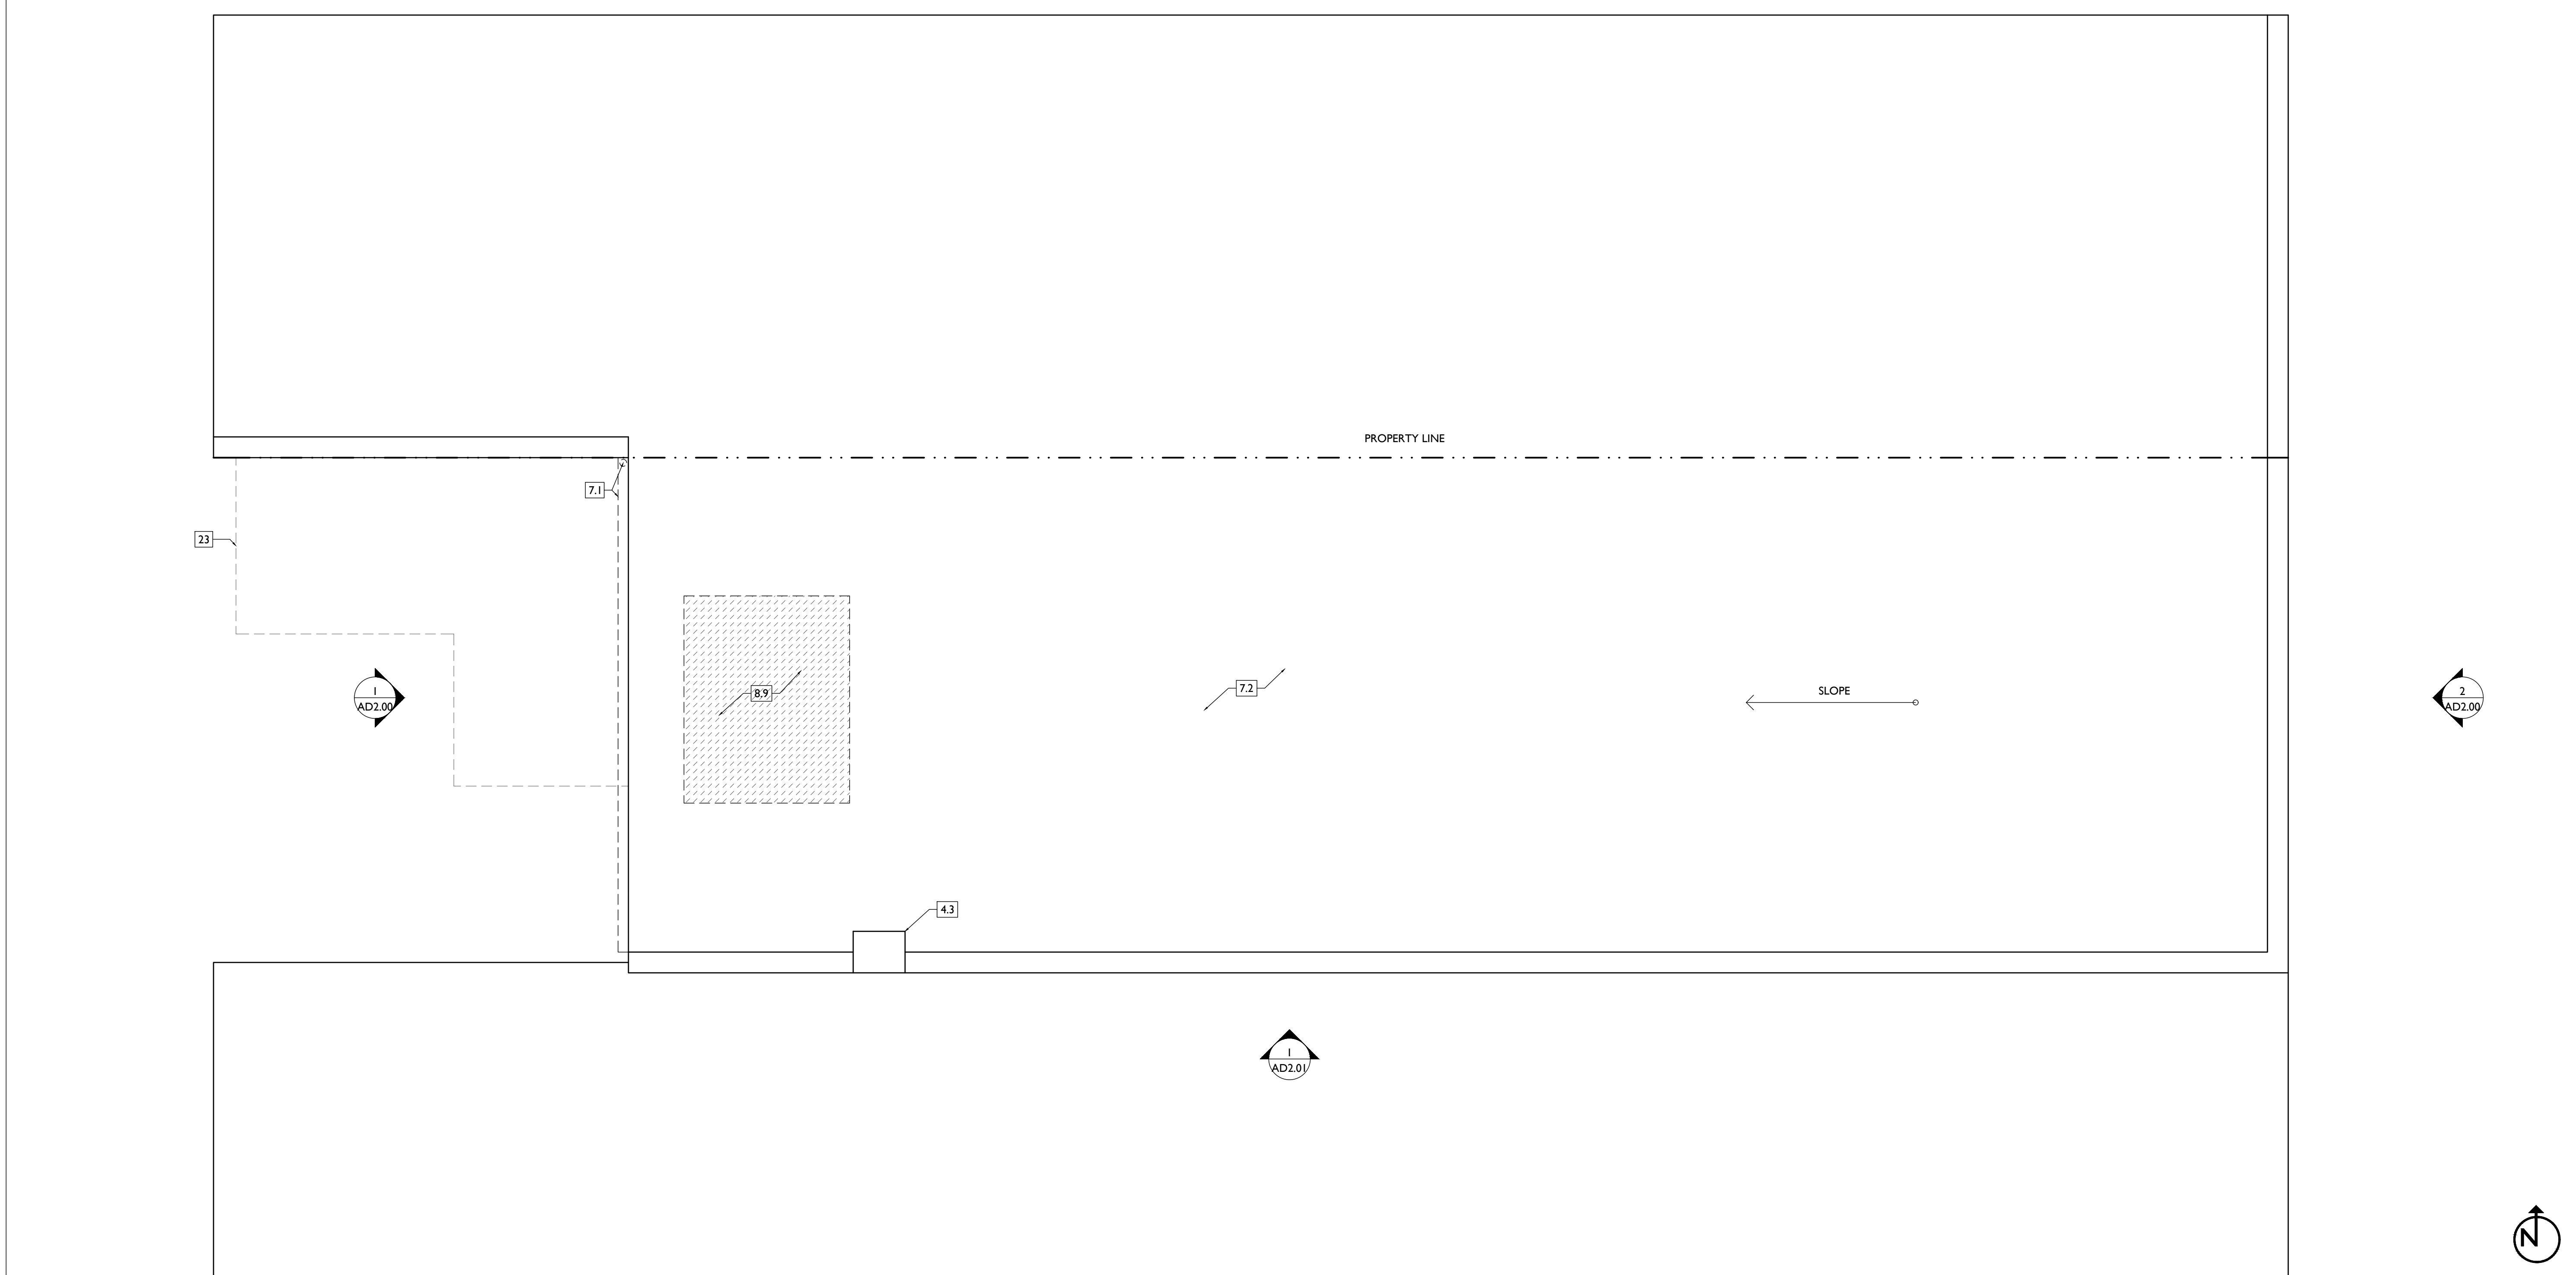 PROPERTY LINE
7.1
23
8,9
7.2
SLOPE
1
AD2.00
2
AD2.00
4.3
1
AD2.01
N